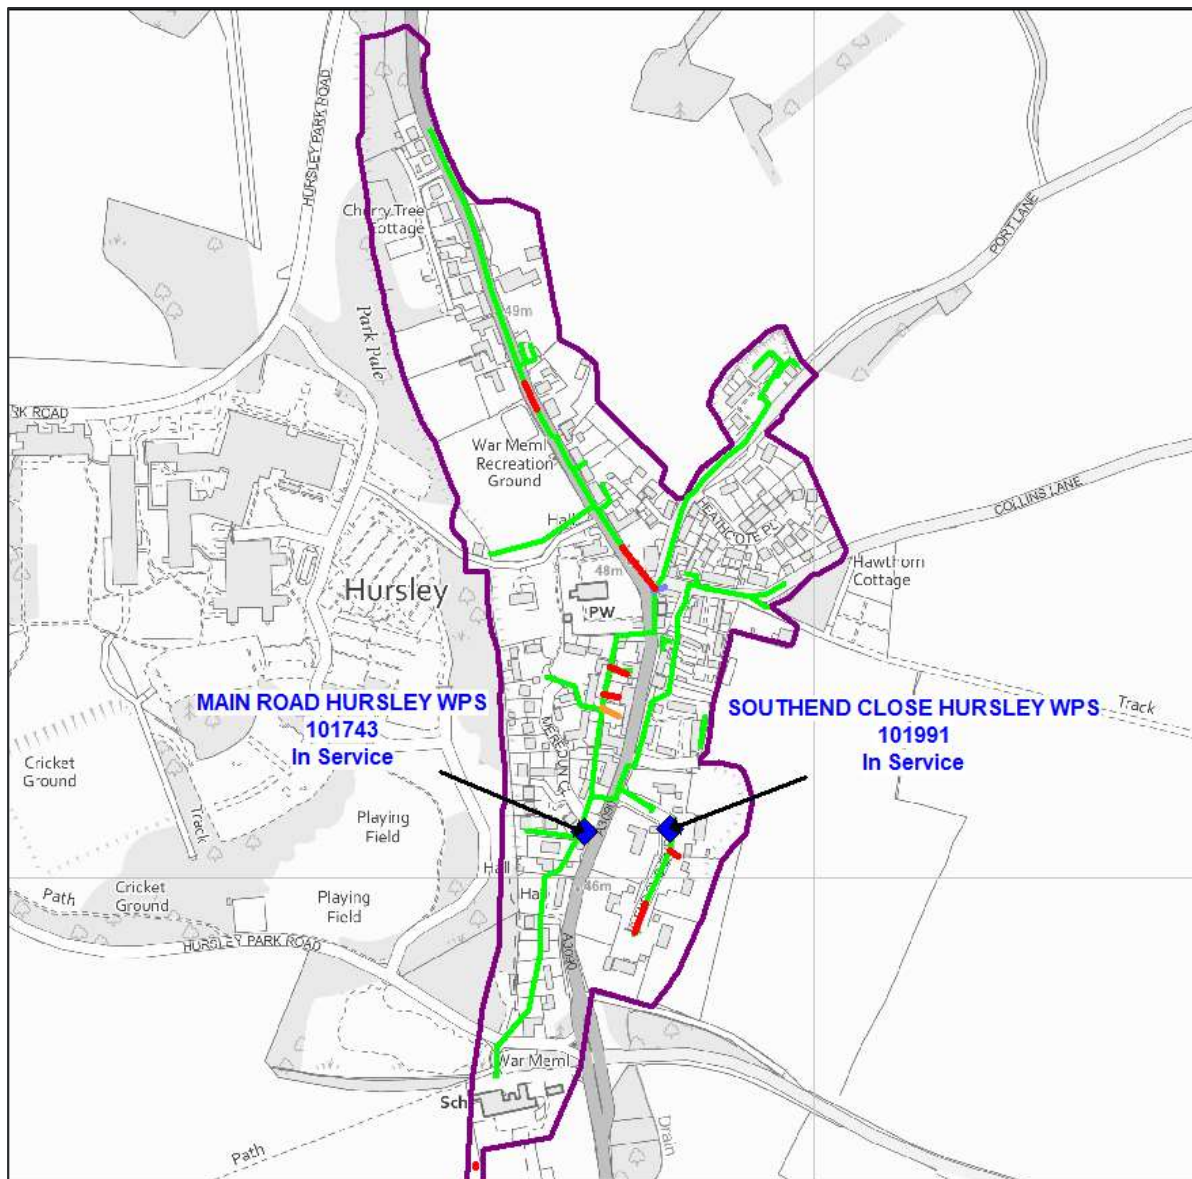 HURSLEY PARK ROAD
PORT LANE
Cherry Tree
Cottage
49m
Park Pale
RK ROAD
War Meml
Recreation
Ground
COLLINS LANE
HEATHCOTE PL
Hall
Hawthorn
Cottage
48m
Hursley
PW
MAIN ROAD HURSLEY WPS
101743
In Service
SOUTHEND CLOSE HURSLEY WPS
101991
In Service
Track
MEREDUN CL
Cricket
Ground
Track
Playing
Field
A3090
Hall
46m
Path
Cricket
Ground
Playing
Field
HURSLEY PARK ROAD
A3090
War Meml
Sch
Drain
Path